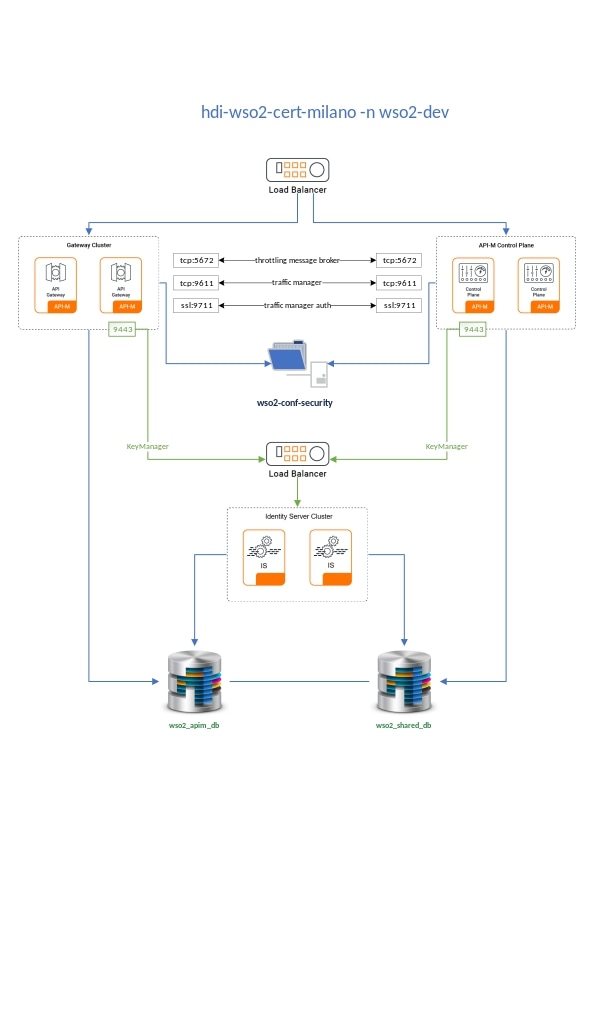 hdi-wso2-cert-milano -n wso2-dev
Load Balancer
Gateway Cluster
API
Gateway
API-M
API
Gateway
API-M
9443
tcp:5672
throttling message broker
tcp:5672
tcp:9611
traffic manager
tcp:9611
ssl:9711
traffic manager auth
ssl:9711
API-M Control Plane
Control
Plane
API-M
Control
Plane
API-M
9443
wso2-conf-security
KeyManager
KeyManager
Load Balancer
Identity Server Cluster
IS
IS
wso2_apim_db
wso2_shared_db